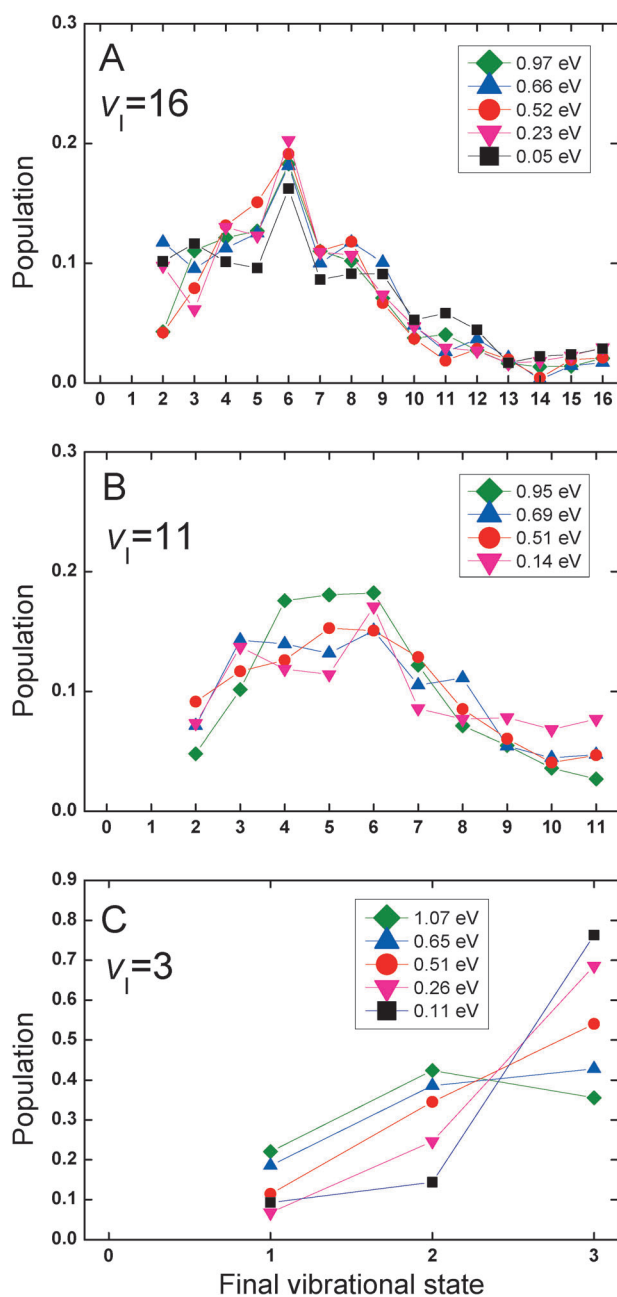 A
v_I=16
0.97 eV
0.66 eV
0.52 eV
0.23 eV
0.05 eV
Population
0.3
0.2
0.1
0.0
0 1 2 3 4 5 6 7 8 9 10 11 12 13 14 15 16
B
v_I=11
0.95 eV
0.69 eV
0.51 eV
0.14 eV
Population
0.3
0.2
0.1
0.0
0 1 2 3 4 5 6 7 8 9 10 11
C
v_I=3
1.07 eV
0.65 eV
0.51 eV
0.26 eV
0.11 eV
Population
0.9
0.8
0.7
0.6
0.5
0.4
0.3
0.2
0.1
0.0
0 1 2 3
Final vibrational state